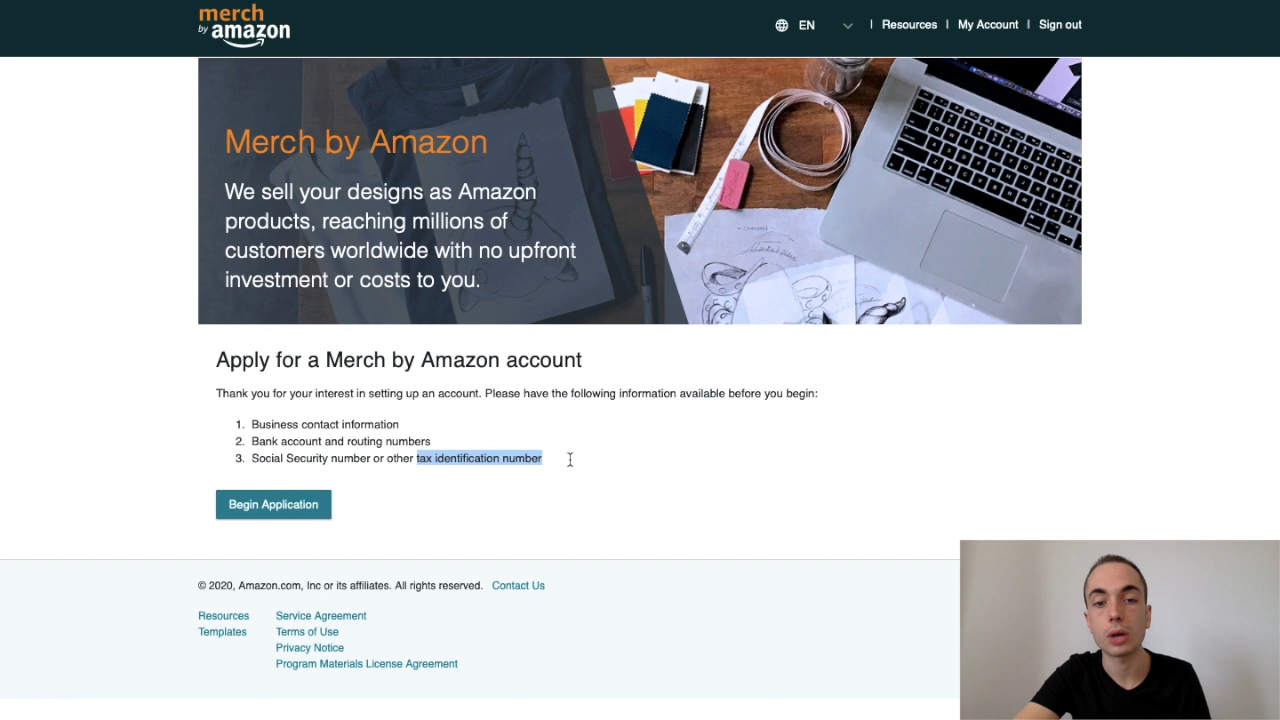 merch
by amazon
EN
| Resources | My Account | Sign out
Merch by Amazon
We sell your designs as Amazon
products, reaching millions of
customers worldwide with no upfront
investment or costs to you.
Apply for a Merch by Amazon account
Thank you for your interest in setting up an account. Please have the following information available before you begin:
1. Business contact information
2. Bank account and routing numbers
3. Social Security number or other tax identification number
Begin Application
© 2020, Amazon.com, Inc or its affiliates. All rights reserved. Contact Us
Resources
Templates
Service Agreement
Terms of Use
Privacy Notice
Program Materials License Agreement